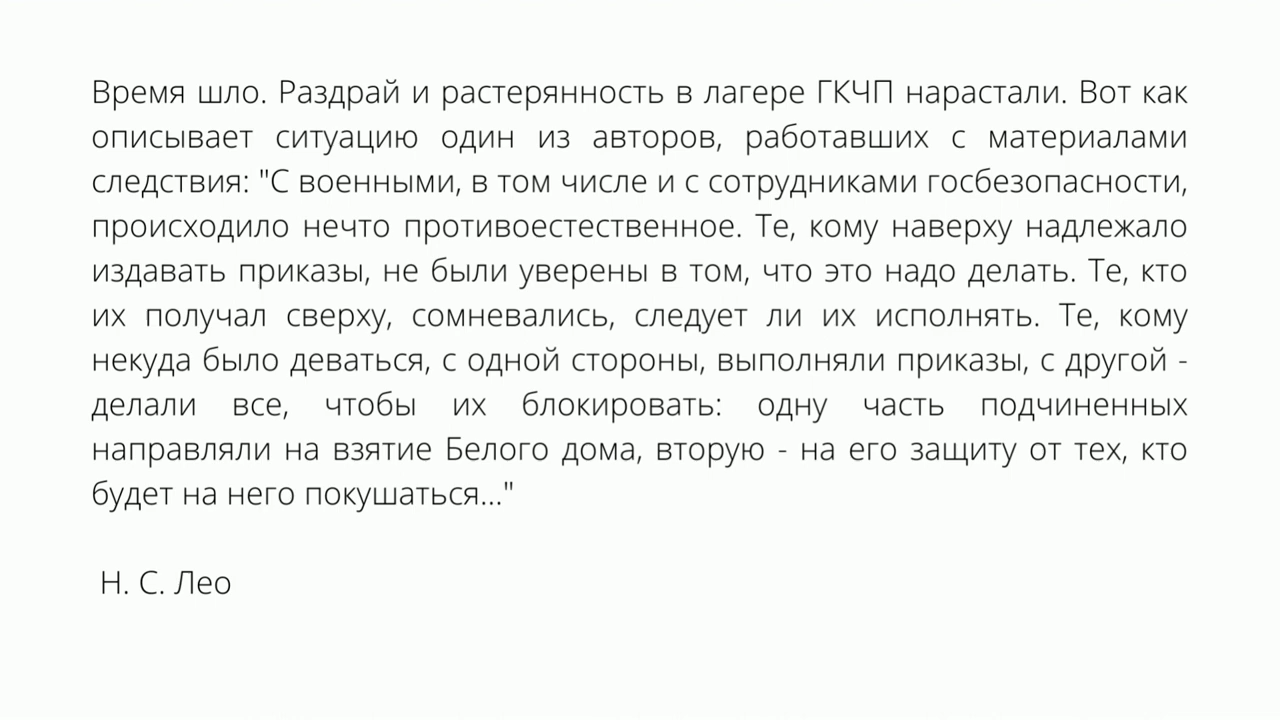 Время шло. Раздрай и растерянность в лагере ГКЧП нарастали. Вот как
описывает ситуацию один из авторов, работавших с материалами
следствия: "С военными, в том числе и с сотрудниками госбезопасности,
происходило нечто противоестественное. Те, кому наверху надлежало
издавать приказы, не были уверены в том, что это надо делать. Те, кто
их получал сверху, сомневались, следует ли их исполнять. Те, кому
некуда было деваться, с одной стороны, выполняли приказы, с другой -
делали все, чтобы их блокировать: одну часть подчиненных
направляли на взятие Белого дома, вторую - на его защиту от тех, кто
будет на него покушаться..."
Н. С. Лео